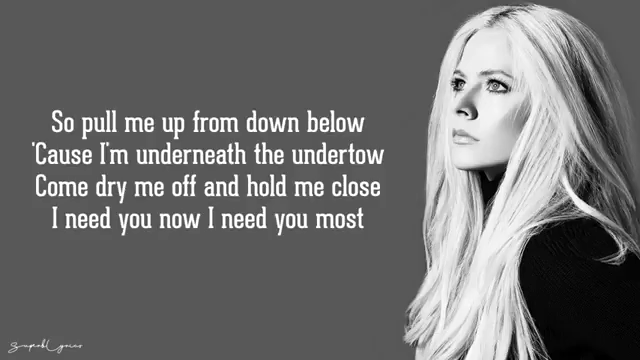 So pull me up from down below
'Cause I'm underneath the undertow
Come dry me off and hold me close
I need you now I need you most
SuperbLyrics